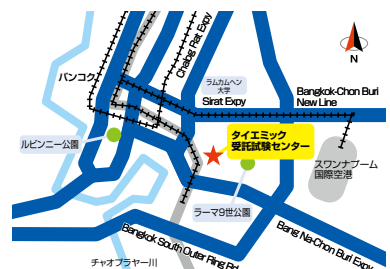 Chalog Rat Expy
バンコク
N
ラムカムヘン
大学
Sirat Expy
Bangkok-Chon Buri
New Line
ルビンニー公園
タイエミック
受託試験センター
スワンナプーム
国際空港
ラーマ9世公園
Bangkok South Outer Ring Rd
Bang Na-Chon Buri Expy
チャオプラヤー川